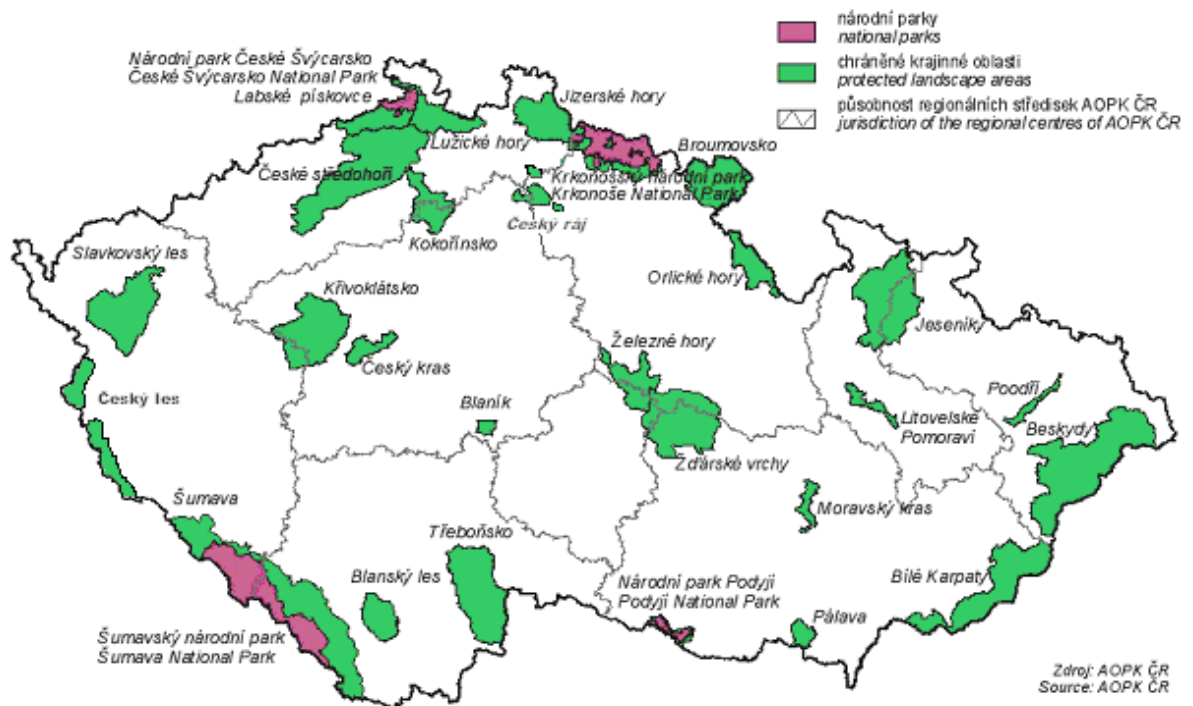 národní parky
national parks
chráněné krajinné oblasti
protected landscape areas
působnost regionálních středisek AOPK ČR
jurisdiction of the regional centres of AOPK ČR
Národní park České Švýcarsko
České Švýcarsko National Park
Labské pískovce
Jizerské hory
Lužické hory
Broumovsko
České středohoří
Krkonošský národní park
Krkonoše National Park
Český ráj
Kokořínsko
Slavkovský les
Orlické hory
Křivoklátsko
Jeseníky
Železné hory
Český kras
Český les
Blaník
Poodří
Litovelské
Pomoraví
Beskydy
Žďárské vrchy
Šumava
Moravský kras
Třeboňsko
Blanský les
Národní park Podyjí
Podyjí National Park
Bílé Karpaty
Pálava
Šumavský národní park
Šumava National Park
Zdroj: AOPK ČR
Source: AOPK ČR